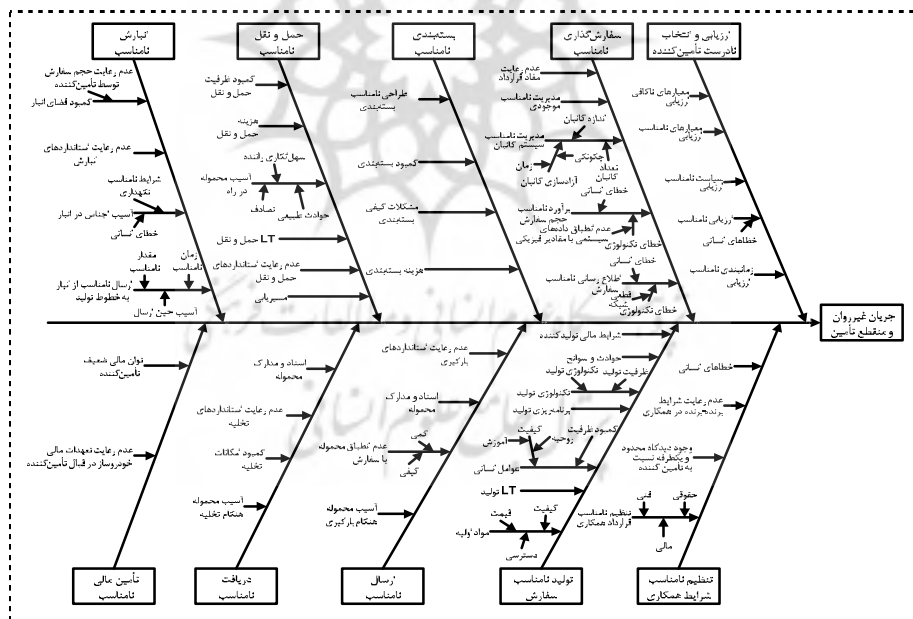 ارزیابی و انتخاب
نادرست تأمین‌کننده
سفارش‌گذاری
نامناسب
بسته‌بندی
نامناسب
حمل و نقل
نامناسب
انبارش
نامناسب
معیارهای ناکافی
ارزیابی
معیارهای نامناسب
ارزیابی
سیاست نامناسب
ارزیابی
ارزیابی نامناسب
خطاهای انسانی
زمانبندی نامناسب
ارزیابی
عدم رعایت
مفاد قرارداد
مدیریت نامناسب
موجودی
اندازه کانبان
مدیریت نامناسب
سیستم کانبان
زمان
چگونگی
آزادسازی کانبان
تعداد
کانبان
خطای انسانی
برآورد نامناسب
حجم سفارش
عدم انطباق داده‌های
سیستمی با مقادیر فیزیکی
خطای تکنولوژی
خطای انسانی
اطلاع رسانی نامناسب
سفارش
قطعی
شبکه
خطای تکنولوژی
طراحی نامناسب
بسته‌بندی
کمبود بسته‌بندی
مشکلات کیفی
بسته‌بندی
هزینه بسته‌بندی
کمبود ظرفیت
حمل و نقل
هزینه
حمل و نقل
سهل‌انگاری راننده
آسیب محموله
در راه
تصادف
حوادث طبیعی
LT حمل و نقل
عدم رعایت استانداردهای
حمل و نقل
مسیریابی
عدم رعایت حجم سفارش
توسط تأمین‌کننده
کمبود فضای انبار
عدم رعایت استانداردهای
انبارش
شرایط نامناسب
نگهداری
آسیب اجناس در انبار
خطای انسانی
مقدار
نامناسب
زمان
نامناسب
ارسال نامناسب از انبار
به خطوط تولید
آسیب حین ارسال
جریان غیرروان
و منقطع تأمین
خطاهای انسانی
عدم رعایت شرایط
برنده-برنده در همکاری
وجود دیدگاه محدود
و یکطرفه نسبت
به تامین کننده
حقوقی
فنی
تنظیم نامناسب
قرارداد همکاری
مالی
شرایط مالی تولیدکننده
حوادث و سوانح
ظرفیت تولید
تکنولوژی تولید
تکنولوژی تولید
برنامه‌ریزی تولید
کمبود ظرفیت
کیفیت
آموزش
روحیه
عوامل انسانی
LT تولید
کیفیت
قیمت
مواد اولیه
دسترسی
عدم رعایت استانداردهای
بارگیری
اسناد و مدارک
محموله
کمی
عدم انطباق محموله
با سفارش
کیفی
آسیب محموله
هنگام بارگیری
اسناد و مدارک
محموله
عدم رعایت استانداردهای
تخلیه
کمبود امکانات
تخلیه
آسیب محموله
هنگام تخلیه
توان مالی ضعیف
تأمین‌کننده
عدم رعایت تعهدات مالی
خودروساز در قبال تأمین‌کننده
تنظیم نامناسب
شرایط همکاری
تولید نامناسب
سفارش
ارسال
نامناسب
دریافت
نامناسب
تأمین مالی
نامناسب